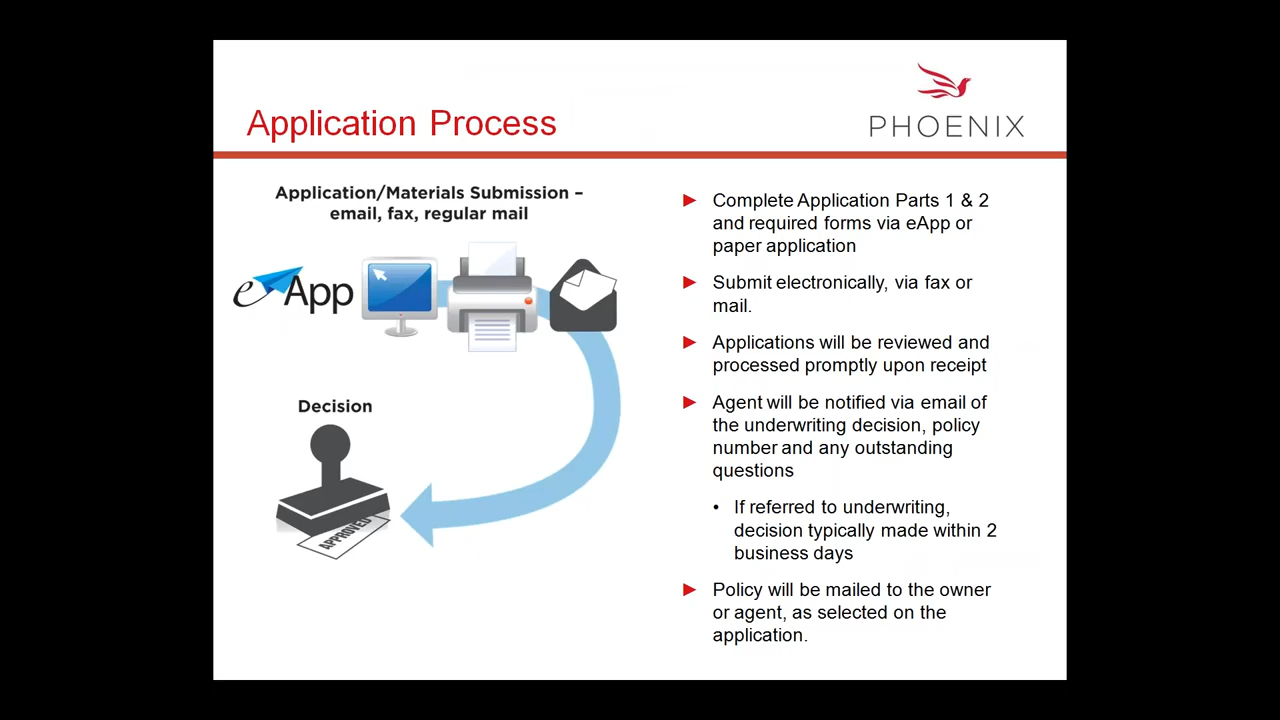 Application Process
PHOENIX
Application/Materials Submission –
email, fax, regular mail
eApp
Decision
APPROVED
► Complete Application Parts 1 & 2
and required forms via eApp or
paper application
► Submit electronically, via fax or
mail.
► Applications will be reviewed and
processed promptly upon receipt
► Agent will be notified via email of
the underwriting decision, policy
number and any outstanding
questions
• If referred to underwriting,
decision typically made within 2
business days
► Policy will be mailed to the owner
or agent, as selected on the
application.